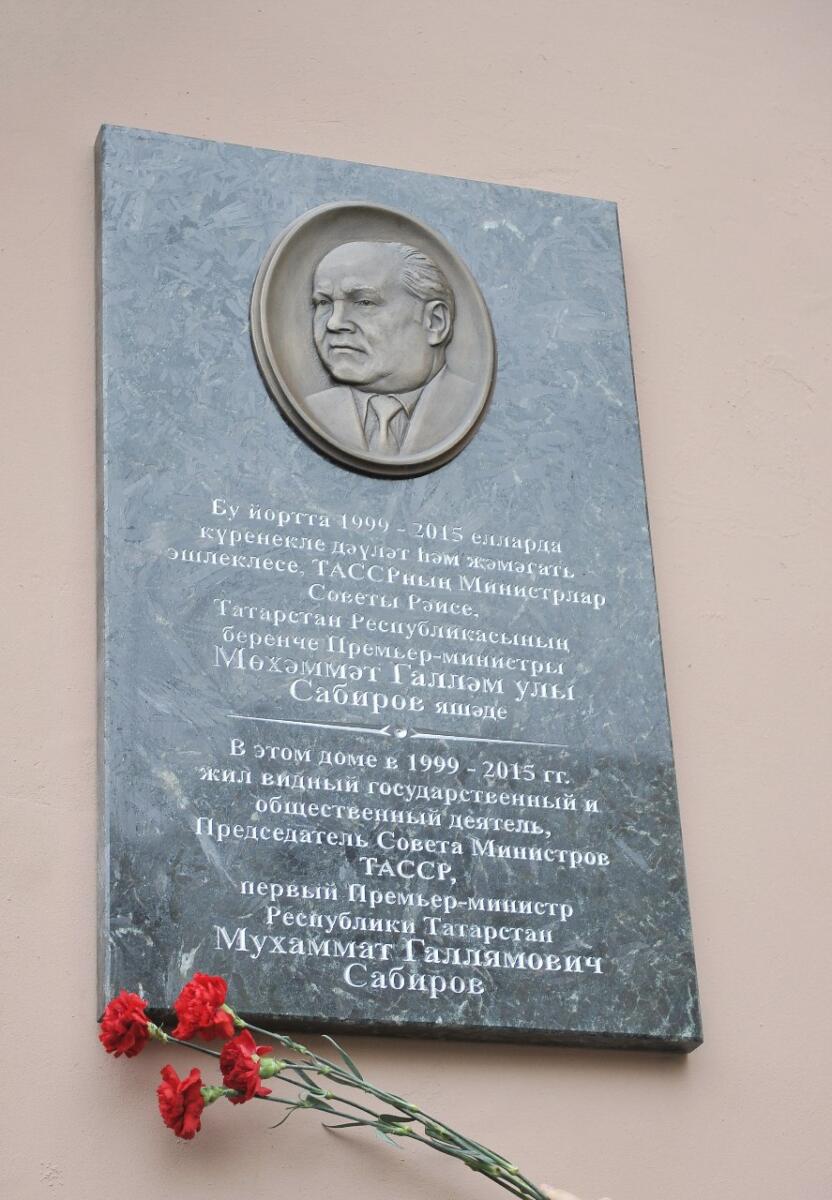 Бу йортта 1999 - 2015 елларда
күренекле дәүләт һәм җәмәгать
эшлеклесе, ТАССРның Министрлар
Советы Рәисе,
Татарстан Республикасының
беренче Премьер-министры
Мөхәммәт Галләм улы
Сабиров яшәде
В этом доме в 1999 - 2015 гг.
жил видный государственный и
общественный деятель,
Председатель Совета Министров
ТАССР,
первый Премьер-министр
Республики Татарстан
Мухаммат Галлямович
Сабиров